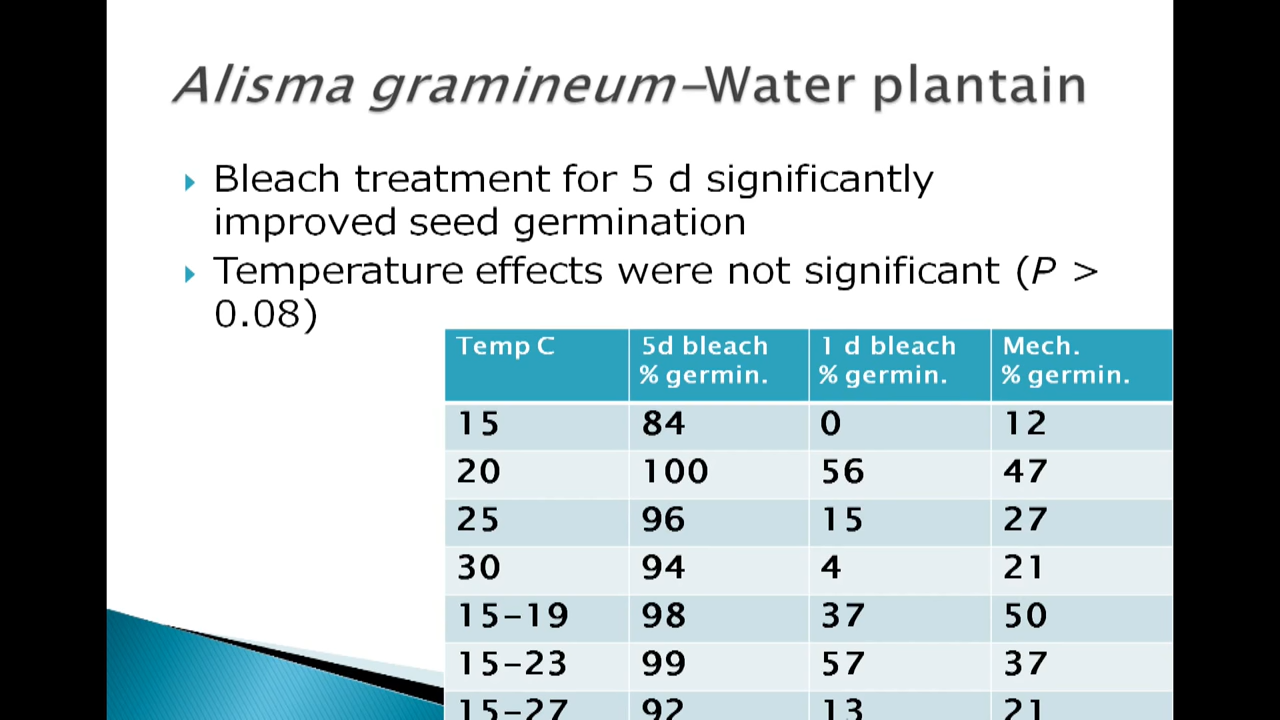 Alisma gramineum–Water plantain
Bleach treatment for 5 d significantly
improved seed germination
Temperature effects were not significant (P >
0.08)
Temp C 5d bleach % germin. 1 d bleach % germin. Mech. % germin.
15 84 0 12
20 100 56 47
25 96 15 27
30 94 4 21
15–19 98 37 50
15–23 99 57 37
15–27 92 13 21